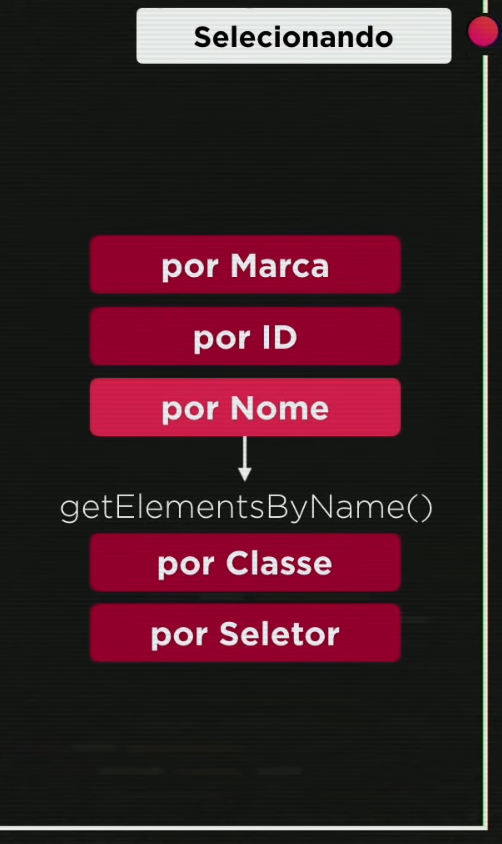 Selecionando
por Marca
por ID
por Nome
getElementsByName()
por Classe
por Seletor